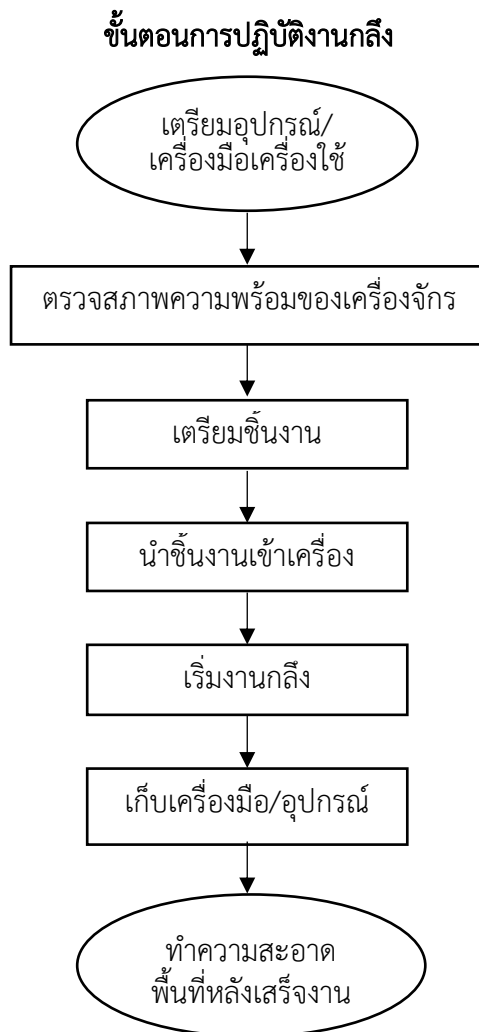 ขั้นตอนการปฏิบัติงานกลึง
เตรียมอุปกรณ์/
เครื่องมือเครื่องใช้
ตรวจสภาพความพร้อมของเครื่องจักร
เตรียมชิ้นงาน
นำชิ้นงานเข้าเครื่อง
เริ่มงานกลึง
เก็บเครื่องมือ/อุปกรณ์
ทำความสะอาด
พื้นที่หลังเสร็จงาน